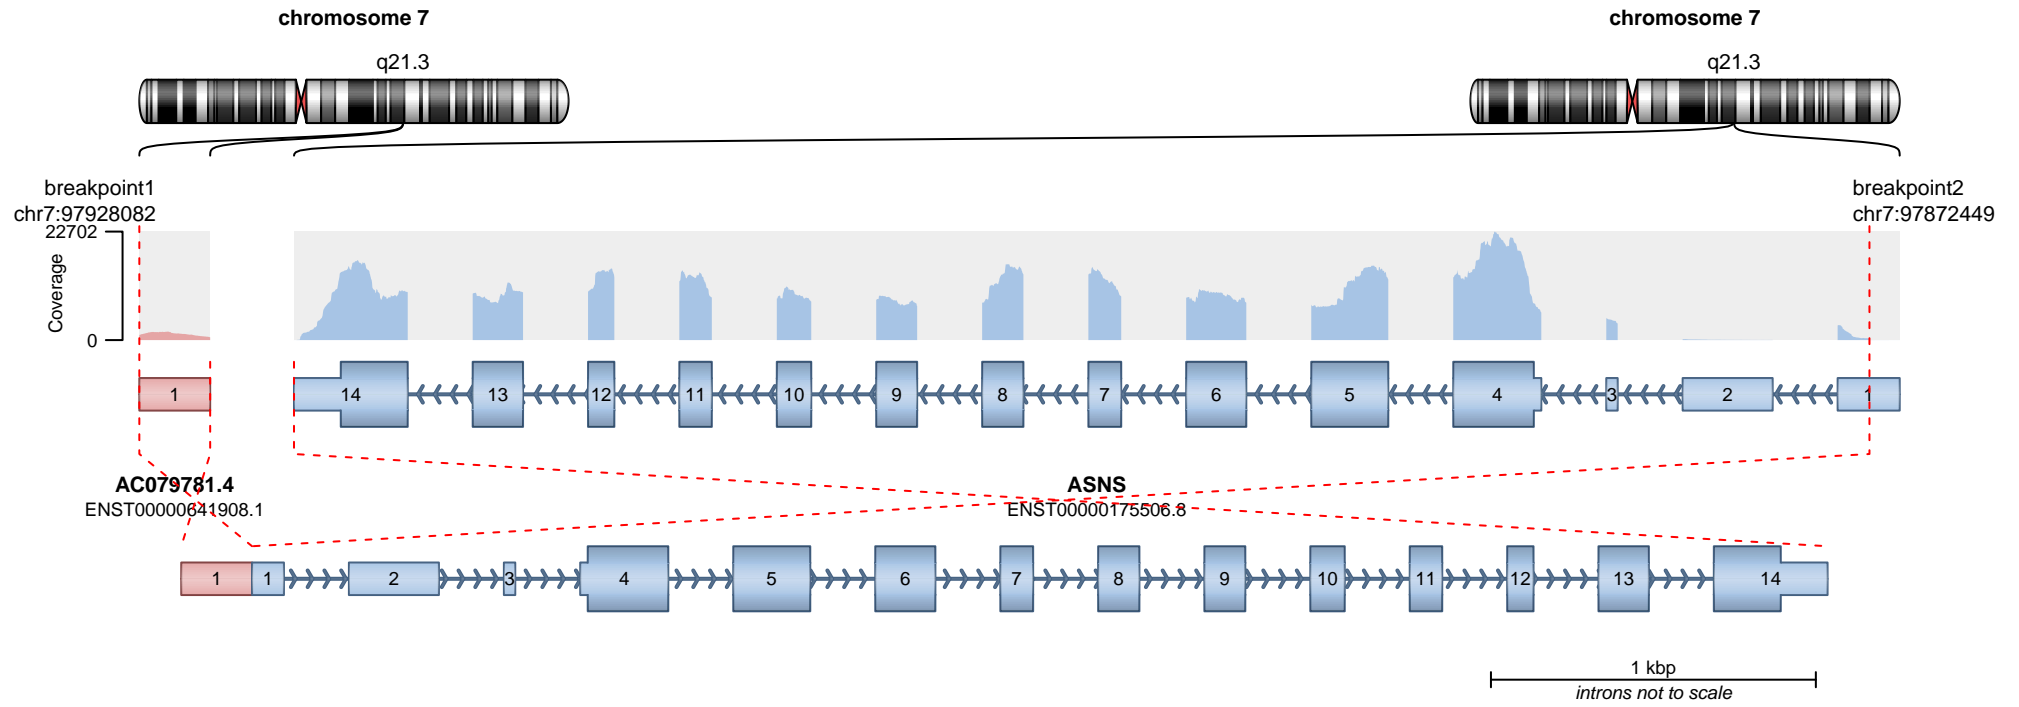 chromosome 7
chromosome 7
q21.3
q21.3
breakpoint1
chr7:97928082
breakpoint2
chr7:97872449
22702
Coverage
0
1
14 13 12 11 10 9 8 7 6 5 4 3 2 1
AC079781.4
ENST00000641908.1
ASNS
ENST00000175506.8
1 1 2 3 4 5 6 7 8 9 10 11 12 13 14
1 kbp
introns not to scale